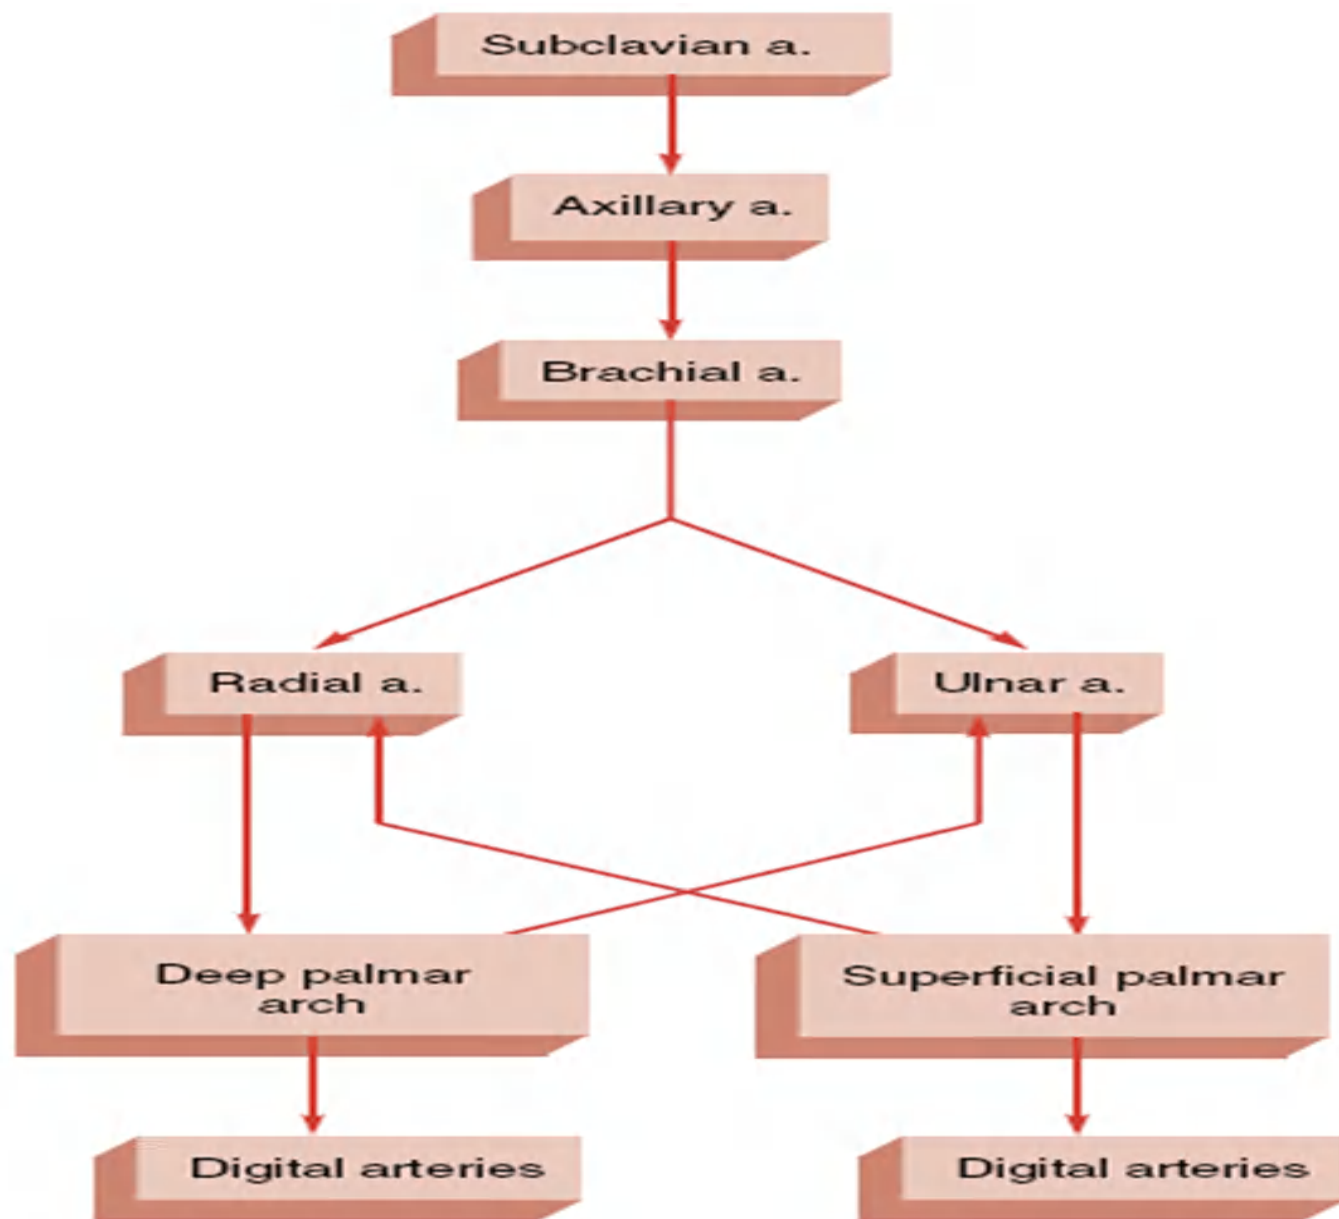 Subclavian a.
Axillary a.
Brachial a.
Radial a.
Ulnar a.
Deep palmar
arch
Superficial palmar
arch
Digital arteries
Digital arteries